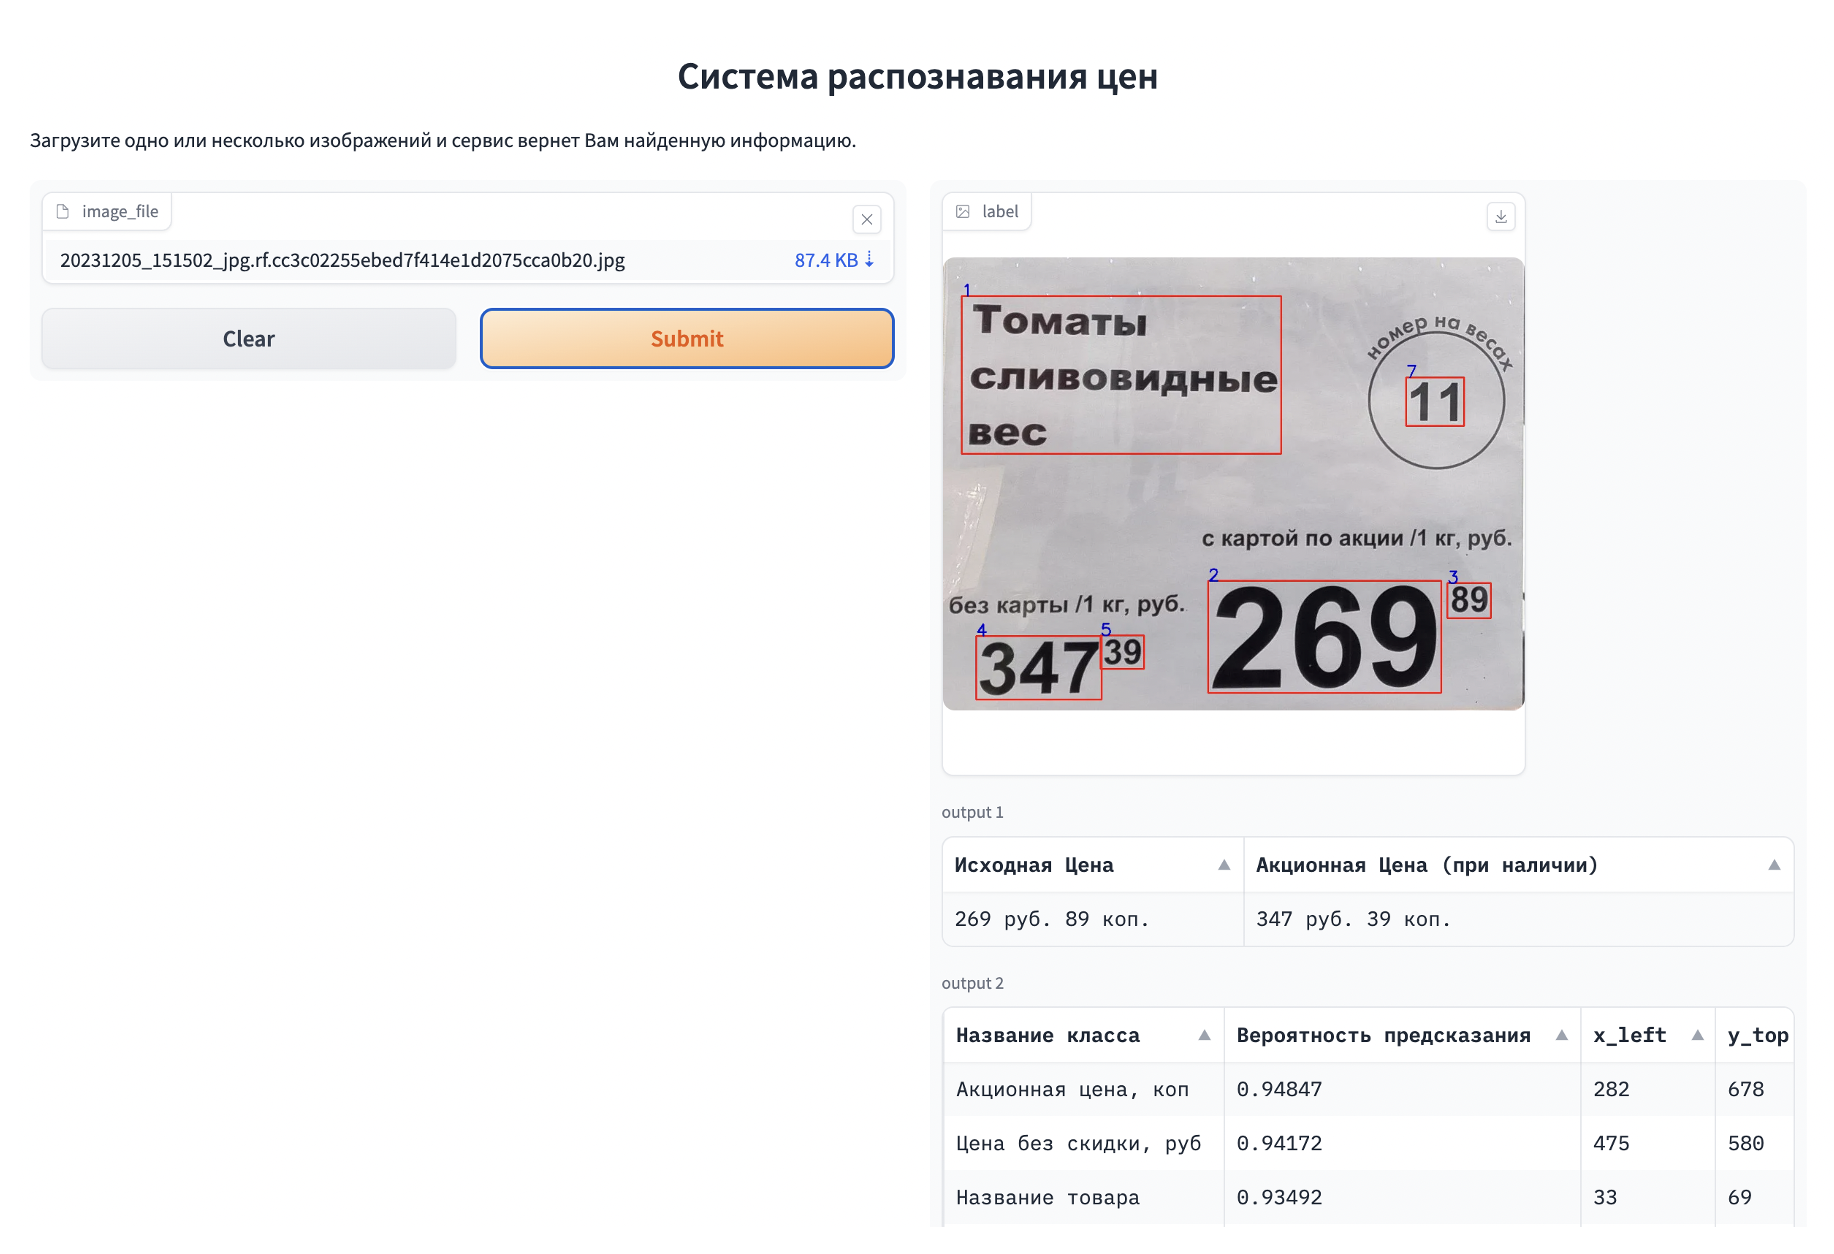 Система распознавания цен
Загрузите одно или несколько изображений и сервис вернет Вам найденную информацию.
image_file
20231205_151502_jpg.rf.cc3c02255ebed7f414e1d2075cca0b20.jpg 87.4 KB ⇣
Clear Submit
label
1
Томаты
сливовидные
вес
номер на весах
7
11
с картой по акции /1 кг, руб.
2 3
269 89
без карты /1 кг, руб.
4 5
347 39
output 1
Исходная Цена Акционная Цена (при наличии)
269 руб. 89 коп. 347 руб. 39 коп.
output 2
Название класса Вероятность предсказания x_left y_top
Акционная цена, коп 0.94847 282 678
Цена без скидки, руб 0.94172 475 580
Название товара 0.93492 33 69